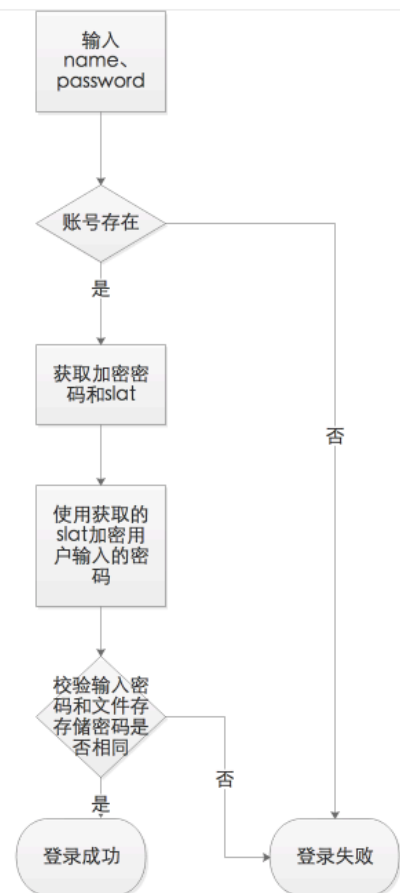 输入
name、
password
账号存在
是
获取加密密
码和slat
否
使用获取的
slat加密用
户输入的密
码
校验输入密
码和文件存
存储密码是
否相同
否
是
登录成功
登录失败